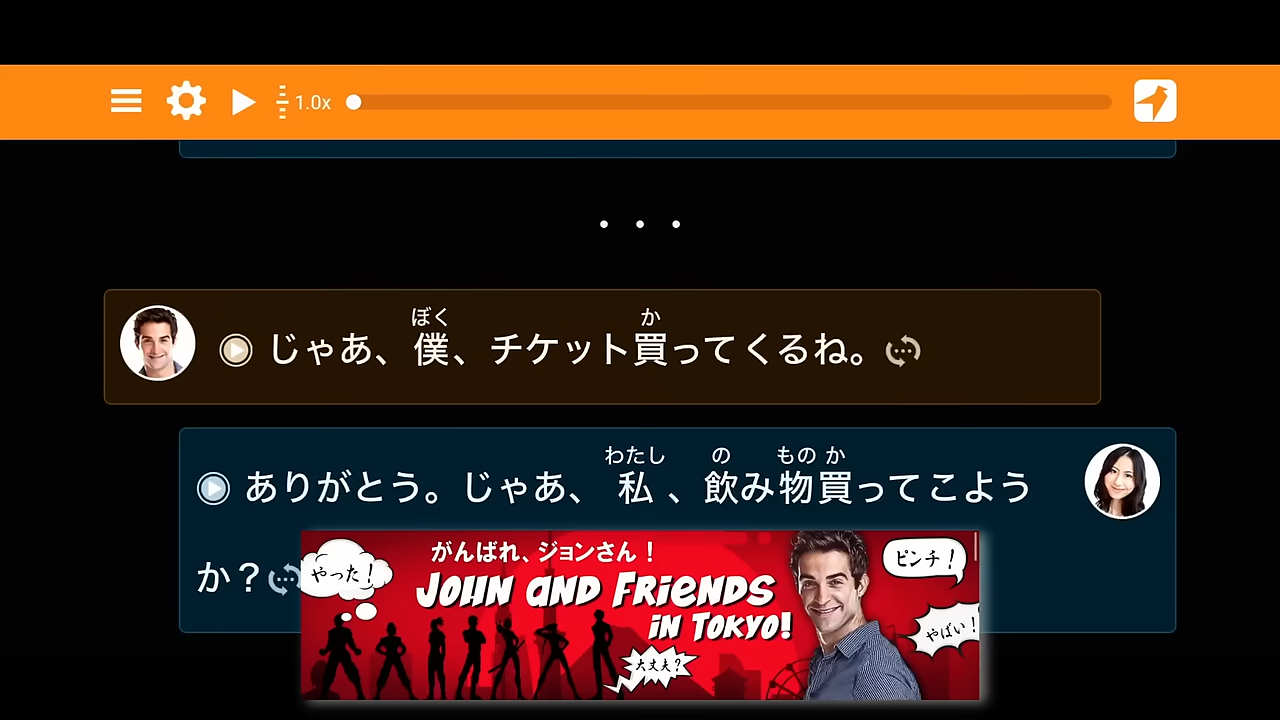 1.0x
• • •
ぼく か
じゃあ、僕、チケット買ってくるね。
わたし の もの か
ありがとう。じゃあ、私、飲み物買ってこよう
か？
がんばれ、ジョンさん！
やった！
ピンチ！
JOHN AND FRIENDS
IN TOKYO!
やばい！
大丈夫？